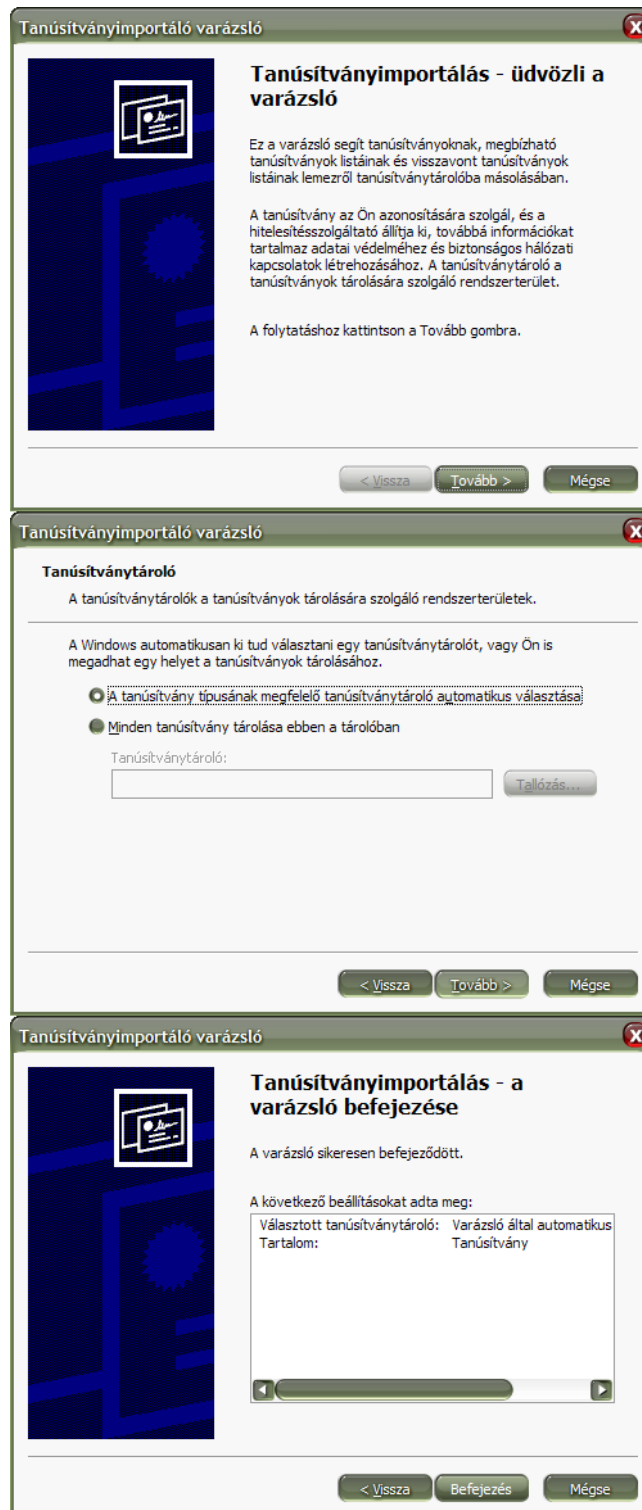 Tanúsítványimportáló varázsló
Tanúsítványimportálás - üdvözli a
varázsló
Ez a varázsló segít tanúsítványoknak, megbízható
tanúsítványok listáinak és visszavont tanúsítványok
listáinak lemezről tanúsítványtárolóba másolásában.
A tanúsítvány az Ön azonosítására szolgál, és a
hitelesítésszolgáltató állítja ki, továbbá információkat
tartalmaz adatai védelméhez és biztonságos hálózati
kapcsolatok létrehozásához. A tanúsítványtároló a
tanúsítványok tárolására szolgáló rendszerterület.
A folytatáshoz kattintson a Tovább gombra.
< Vissza Tovább > Mégse
Tanúsítványimportáló varázsló
Tanúsítványtároló
A tanúsítványtárolók a tanúsítványok tárolására szolgáló rendszerterületek.
A Windows automatikusan ki tud választani egy tanúsítványtárolót, vagy Ön is
megadhat egy helyet a tanúsítványok tárolásához.
A tanúsítvány típusának megfelelő tanúsítványtároló automatikus választása
Minden tanúsítvány tárolása ebben a tárolóban
Tanúsítványtároló:
Tallózás...
< Vissza Tovább > Mégse
Tanúsítványimportáló varázsló
Tanúsítványimportálás - a
varázsló befejezése
A varázsló sikeresen befejeződött.
A következő beállításokat adta meg:
Választott tanúsítványtároló: Varázsló által automatikus
Tartalom: Tanúsítvány
< Vissza Befejezés Mégse